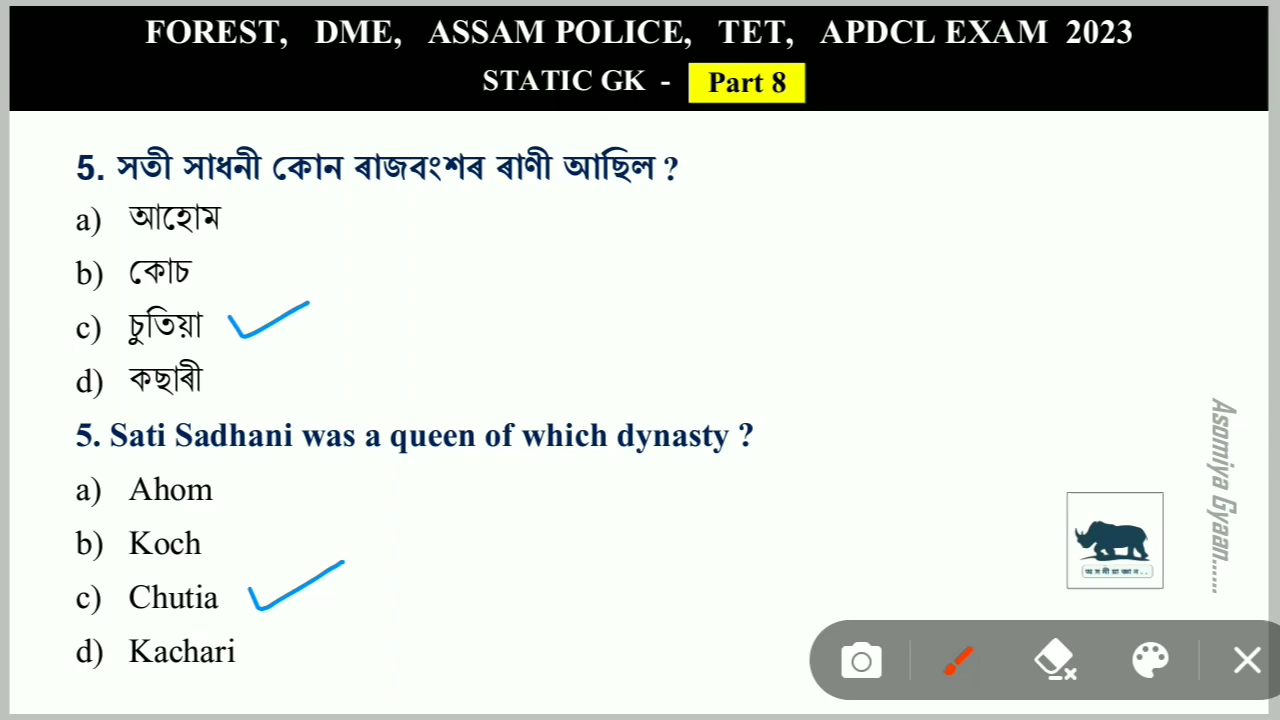 FOREST, DME, ASSAM POLICE, TET, APDCL EXAM 2023
STATIC GK - Part 8
5. সতী সাধনী কোন ৰাজবংশৰ ৰাণী আছিল ?
a) আহোম
b) কোচ
c) চুতিয়া
d) কছাৰী
5. Sati Sadhani was a queen of which dynasty ?
a) Ahom
b) Koch
c) Chutia
d) Kachari
Asomiya Gyaan......
অসমীয়া জ্ঞান..